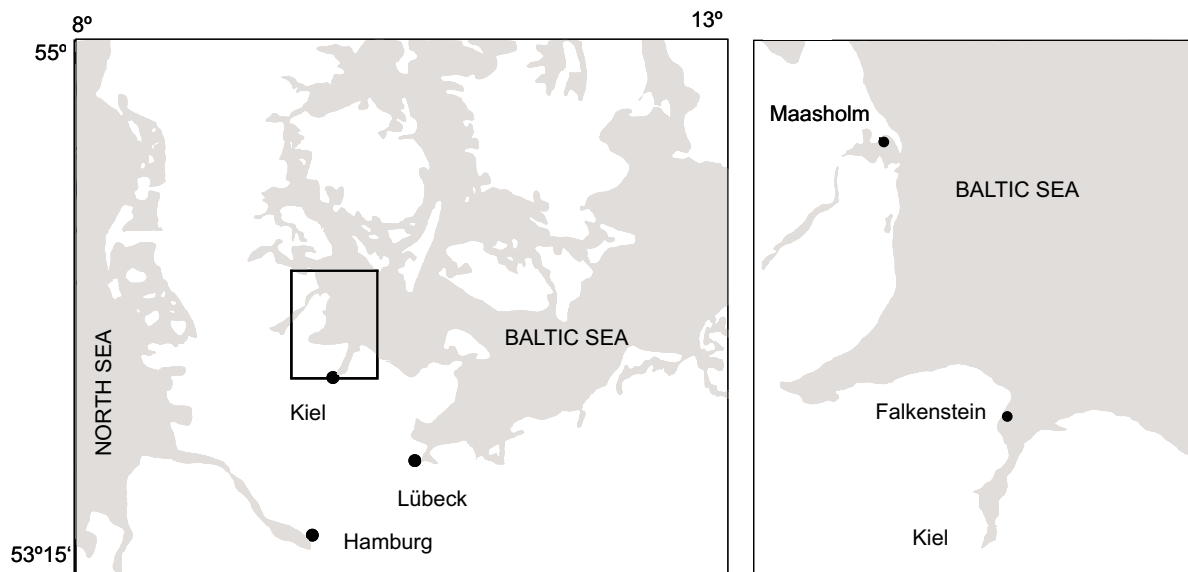 8º
13º
55º
Maasholm
BALTIC SEA
NORTH SEA
BALTIC SEA
Kiel
Falkenstein
Lübeck
Kiel
Hamburg
53º15'